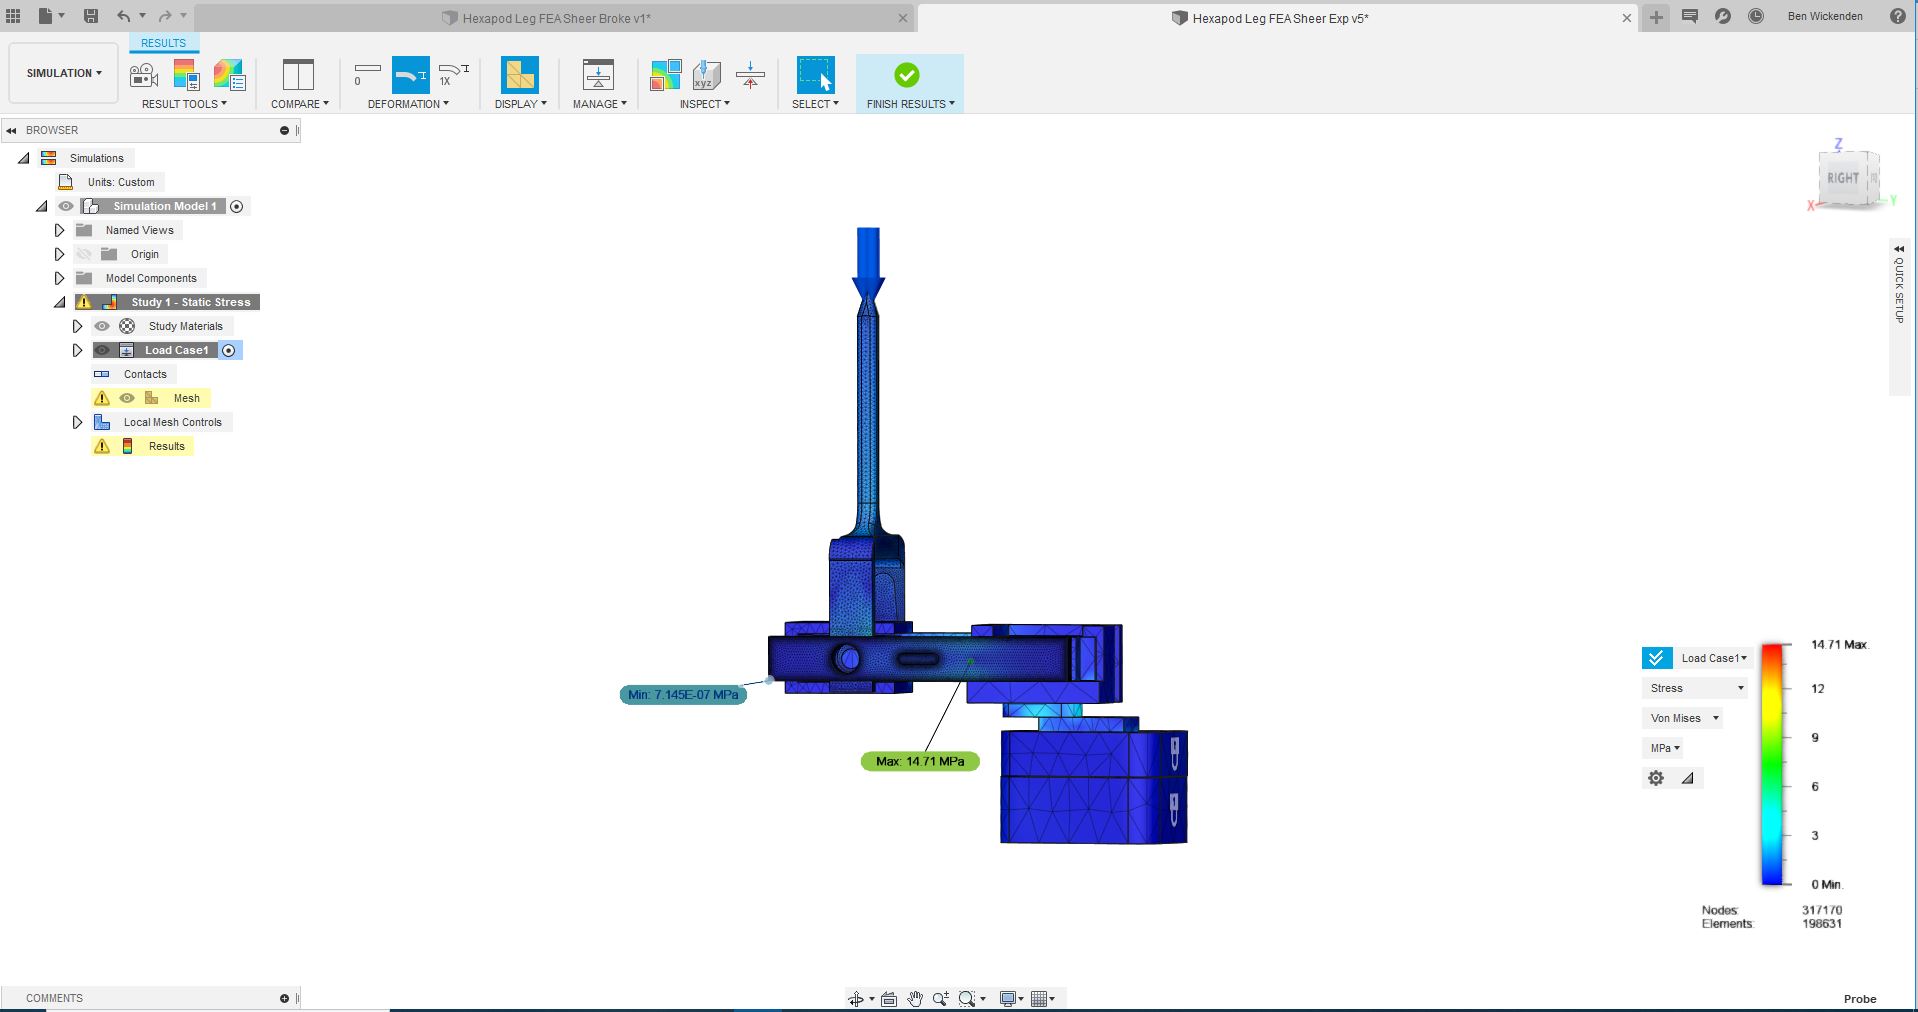 Hexapod Leg FEA Sheer Broke v1*
Hexapod Leg FEA Sheer Exp v5*
Ben Wickenden
RESULTS
SIMULATION
0
1X
xyz
RESULT TOOLS
COMPARE
DEFORMATION
DISPLAY
MANAGE
INSPECT
SELECT
FINISH RESULTS
BROWSER
Simulations
Units: Custom
Simulation Model 1
Named Views
Origin
Model Components
Study 1 - Static Stress
Study Materials
Load Case1
Contacts
Mesh
Local Mesh Controls
Results
Z
RIGHT
X
Y
QUICK SETUP
Min: 7.145E-07 MPa
Max: 14.71 MPa
Load Case1
Stress
Von Mises
MPa
14.71 Max.
12
9
6
3
0 Min.
Nodes: 317170
Elements: 198631
COMMENTS
Probe